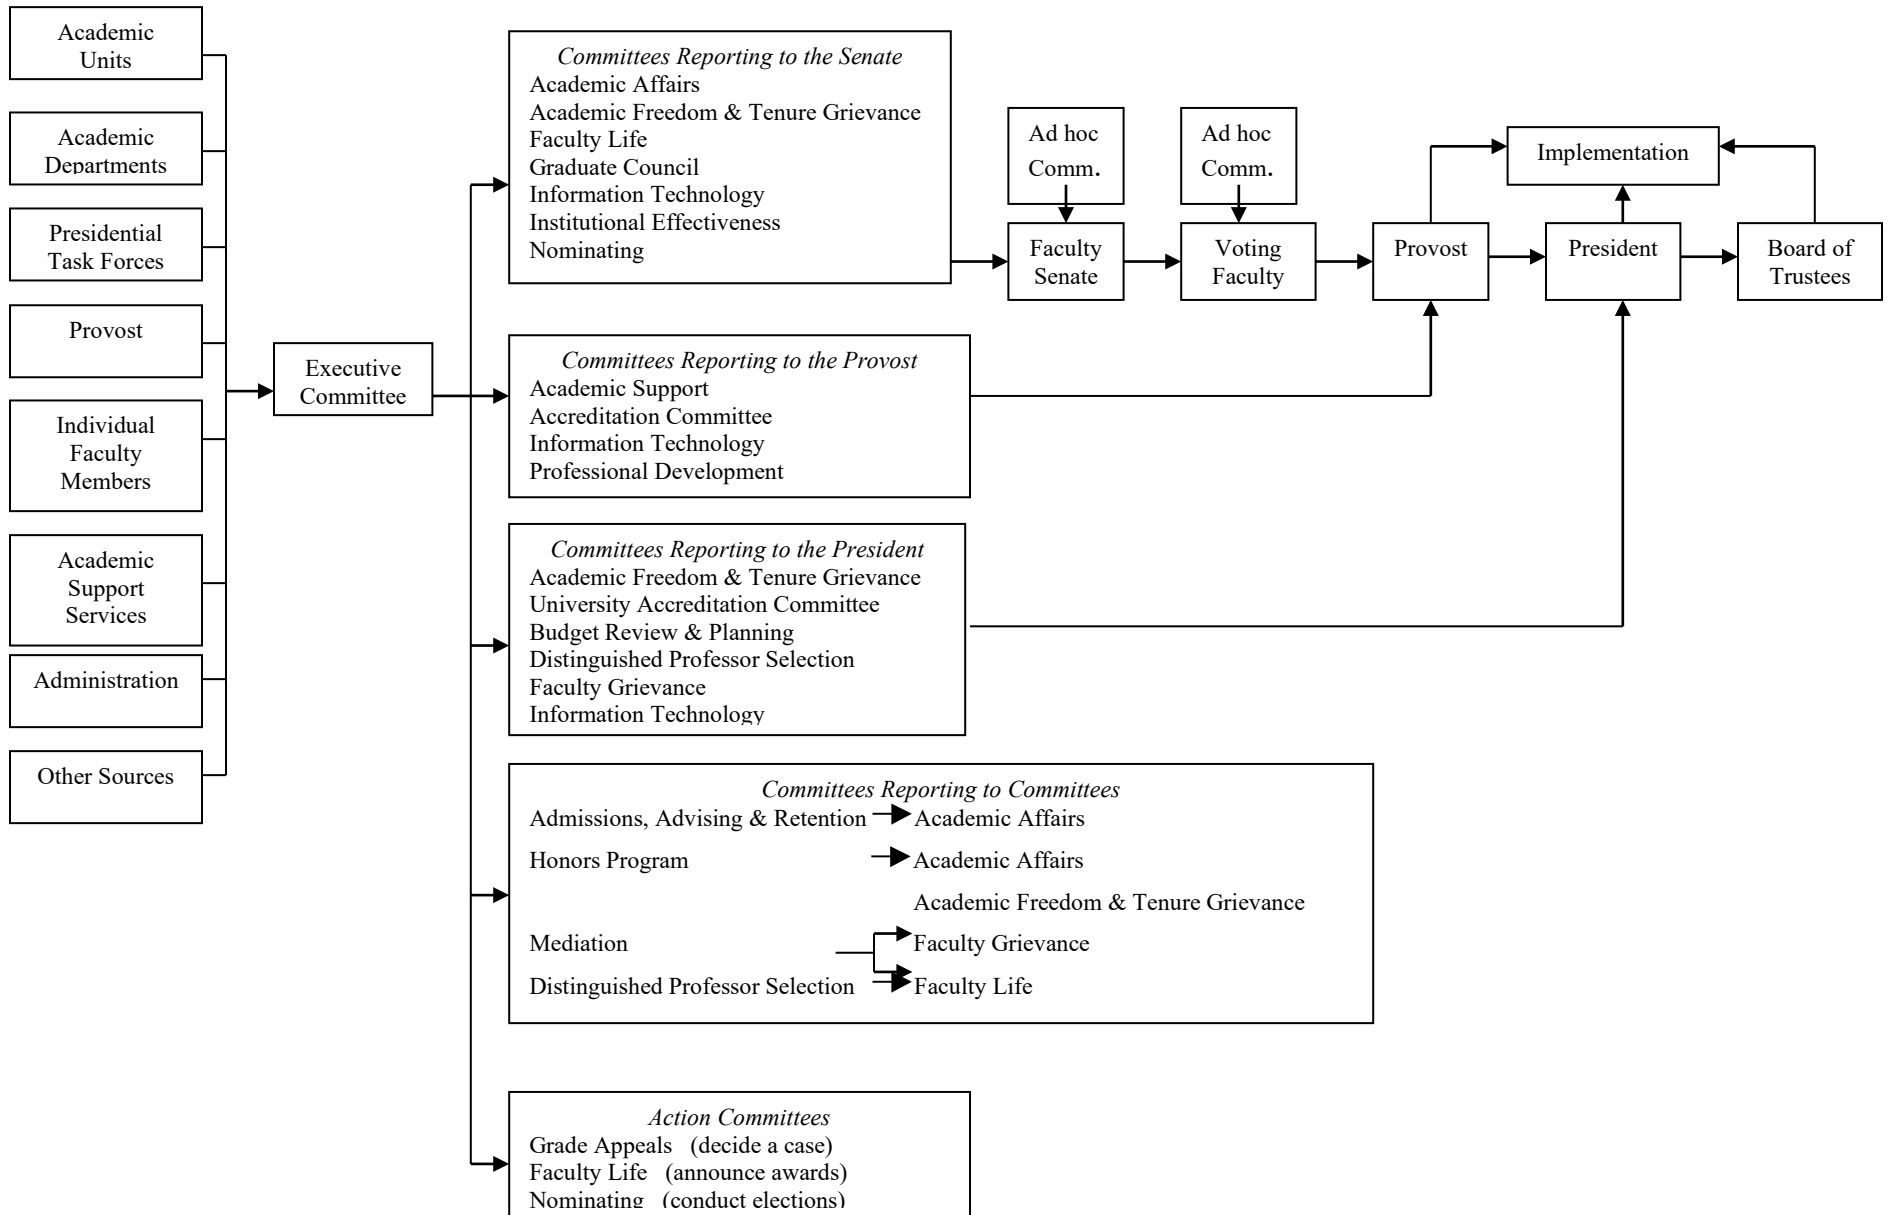 Academic
Units
Academic
Departments
Presidential
Task Forces
Provost
Individual
Faculty
Members
Academic
Support
Services
Administration
Other Sources
Executive
Committee
Committees Reporting to the Senate
Academic Affairs
Academic Freedom & Tenure Grievance
Faculty Life
Graduate Council
Information Technology
Institutional Effectiveness
Nominating
Committees Reporting to the Provost
Academic Support
Accreditation Committee
Information Technology
Professional Development
Committees Reporting to the President
Academic Freedom & Tenure Grievance
University Accreditation Committee
Budget Review & Planning
Distinguished Professor Selection
Faculty Grievance
Information Technology
Committees Reporting to Committees
Admissions, Advising & Retention Academic Affairs
Honors Program Academic Affairs
Academic Freedom & Tenure Grievance
Mediation Faculty Grievance
Distinguished Professor Selection Faculty Life
Action Committees
Grade Appeals (decide a case)
Faculty Life (announce awards)
Nominating (conduct elections)
Ad hoc
Comm.
Ad hoc
Comm.
Faculty
Senate
Voting
Faculty
Provost
President
Board of
Trustees
Implementation